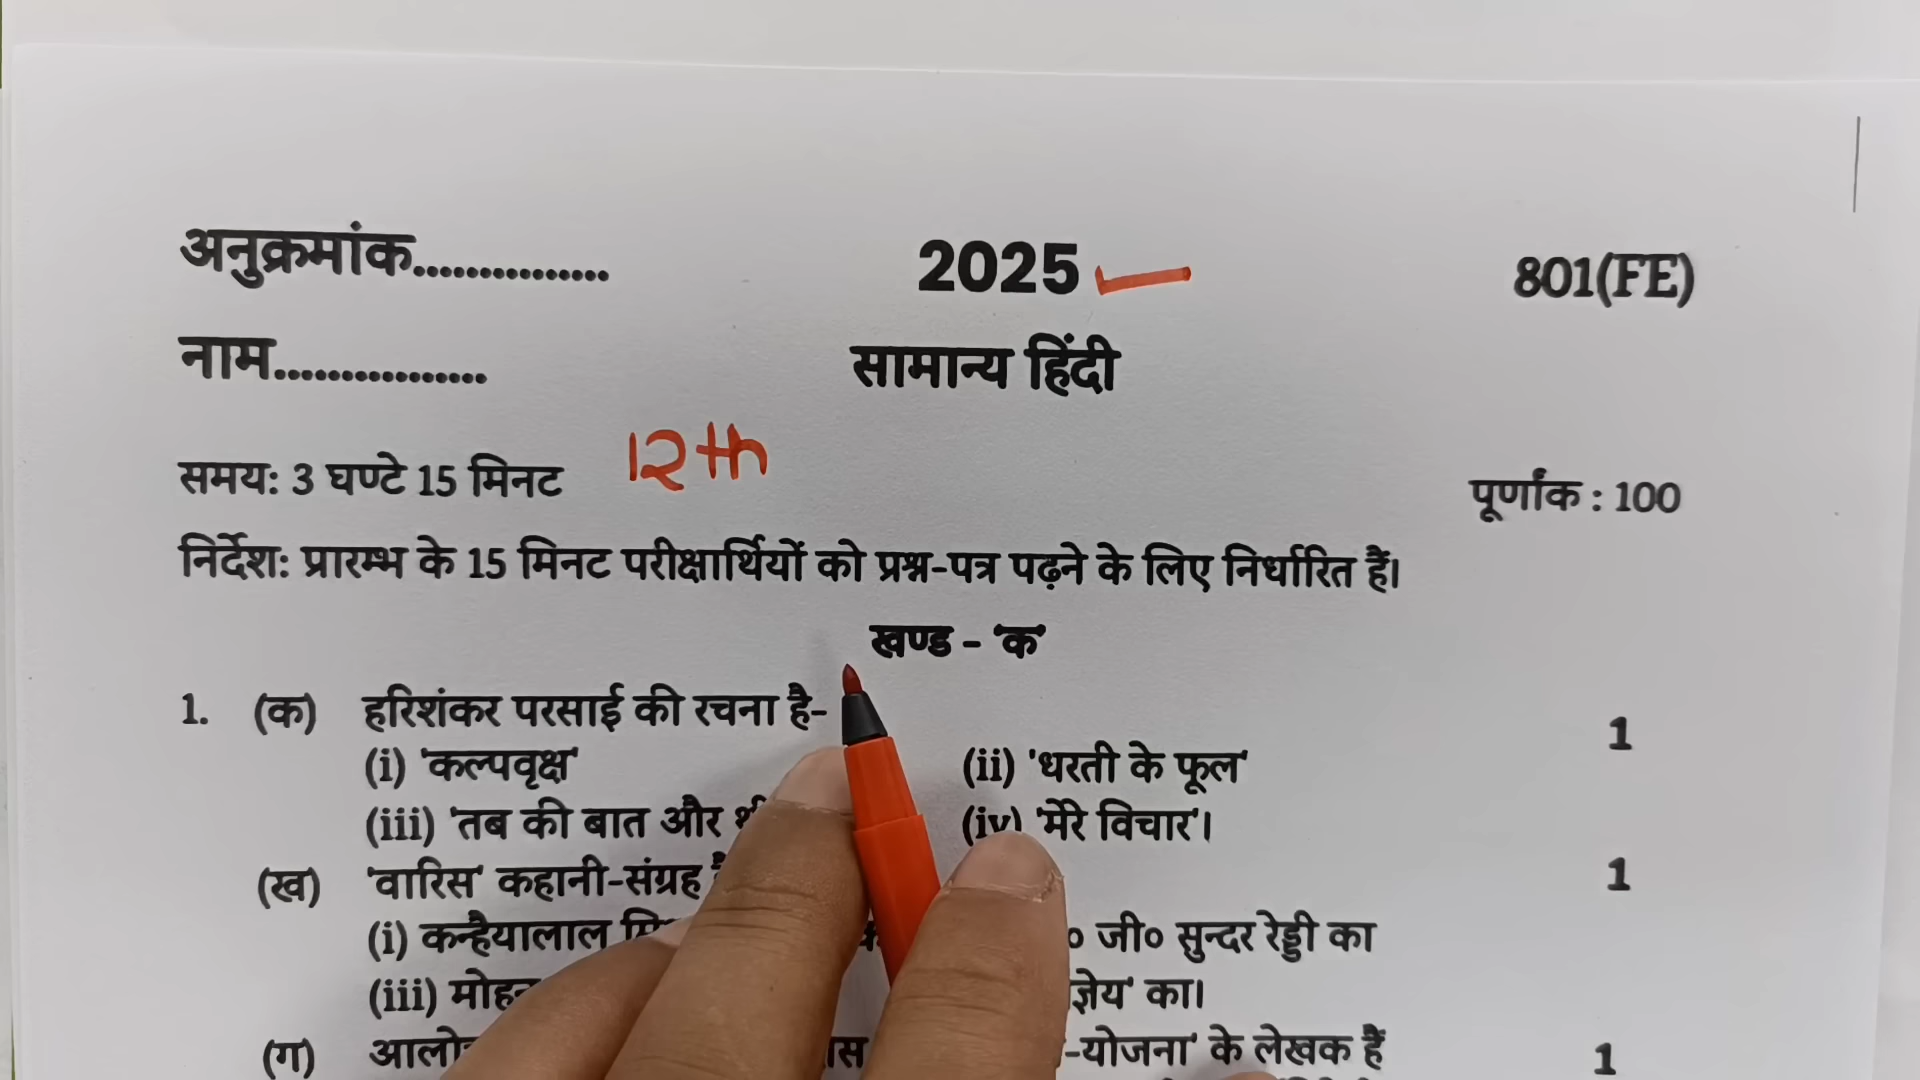 अनुक्रमांक............... 2025 801(FE)
नाम................ सामान्य हिंदी
12th
समय: 3 घण्टे 15 मिनट पूर्णांक : 100
निर्देश: प्रारम्भ के 15 मिनट परीक्षार्थियों को प्रश्न-पत्र पढ़ने के लिए निर्धारित हैं।
खण्ड - 'क'
1. (क) हरिशंकर परसाई की रचना है- 1
(i) 'कल्पवृक्ष' (ii) 'धरती के फूल'
(iii) 'तब की बात और (iv) 'मेरे विचार'।
(ख) 'वारिस' कहानी-संग्रह 1
(i) कन्हैयालाल जी० सुन्दर रेड्डी का
(iii) का।
(ग) -योजना' के लेखक हैं 1